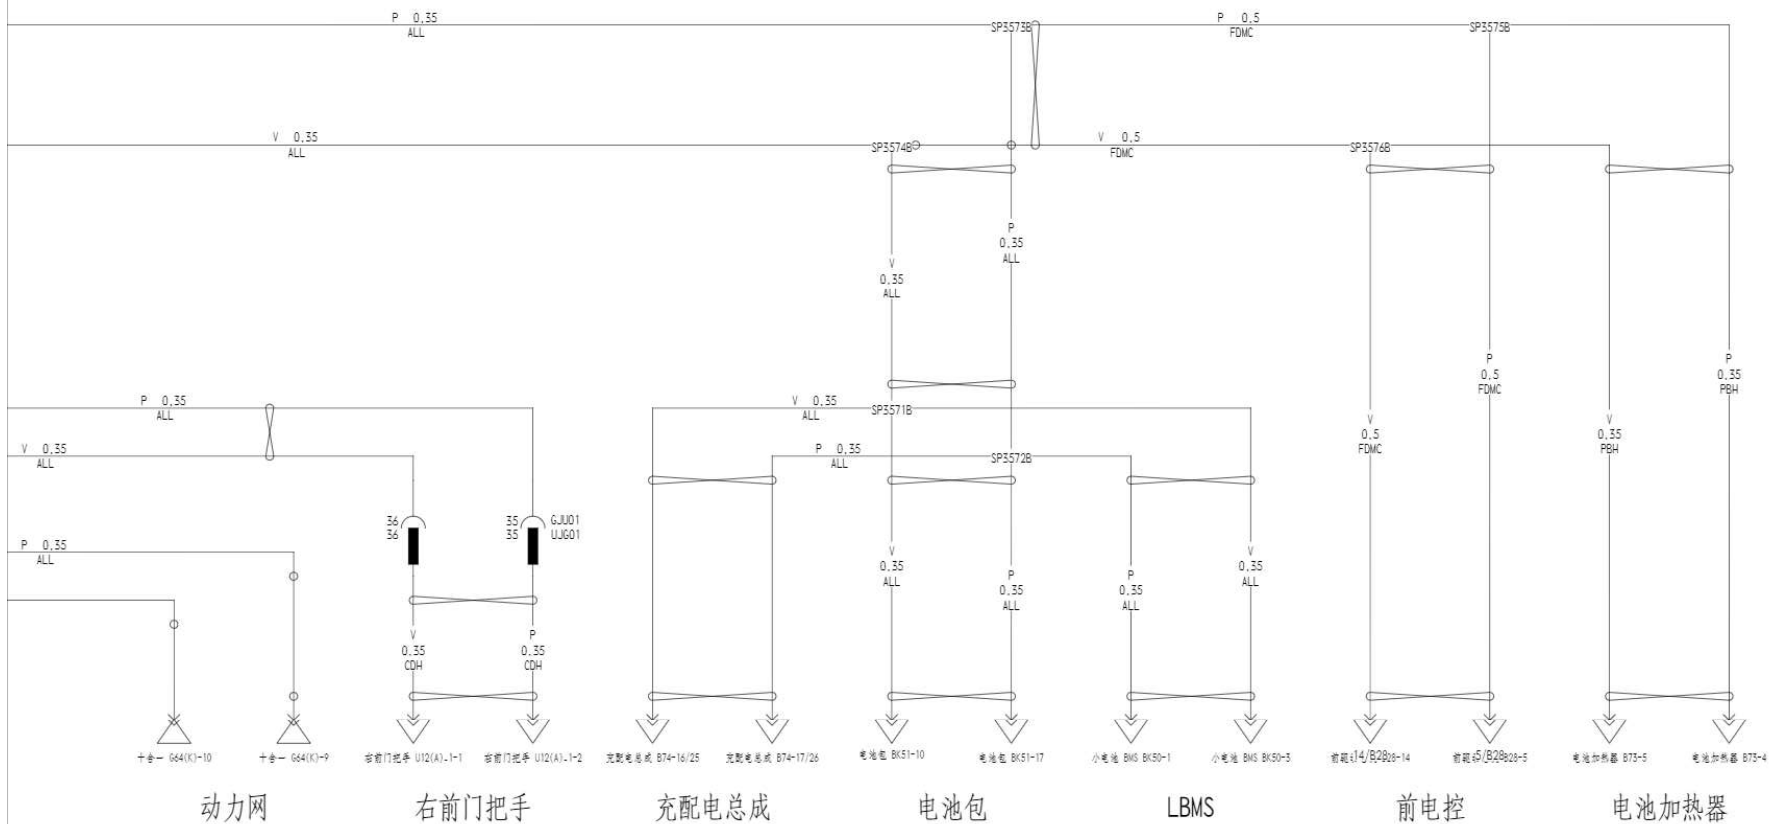 P 0.35
ALL
SP3573B
P 0.5
FDMC
SP3575B
V 0.35
ALL
SP3574B
V 0.5
FDMC
SP3576B
P
0.35
ALL
V
0.35
ALL
P
0.5
FDMC
P
0.35
PBH
P 0.35
ALL
V 0.35
ALL
SP3571B
V
0.5
FDMC
V
0.35
PBH
V 0.35
ALL
P 0.35
ALL
SP3572B
36
36
35
35
GJU01
UJG01
P 0.35
ALL
V
0.35
ALL
P
0.35
ALL
P
0.35
ALL
V
0.35
ALL
V
0.35
CDH
P
0.35
CDH
十合一 G64(K)-10
十合一 G64(K)-9
右前门把手 U12(A)-1-1
右前门把手 U12(A)-1-2
充配电总成 B74-16/25
充配电总成 B74-17/26
电池包 BK51-10
电池包 BK51-17
小电池 BMS BK50-1
小电池 BMS BK50-3
电池加热器 B73-5
电池加热器 B73-4
动力网
右前门把手
充配电总成
电池包
LBMS
前电控
电池加热器